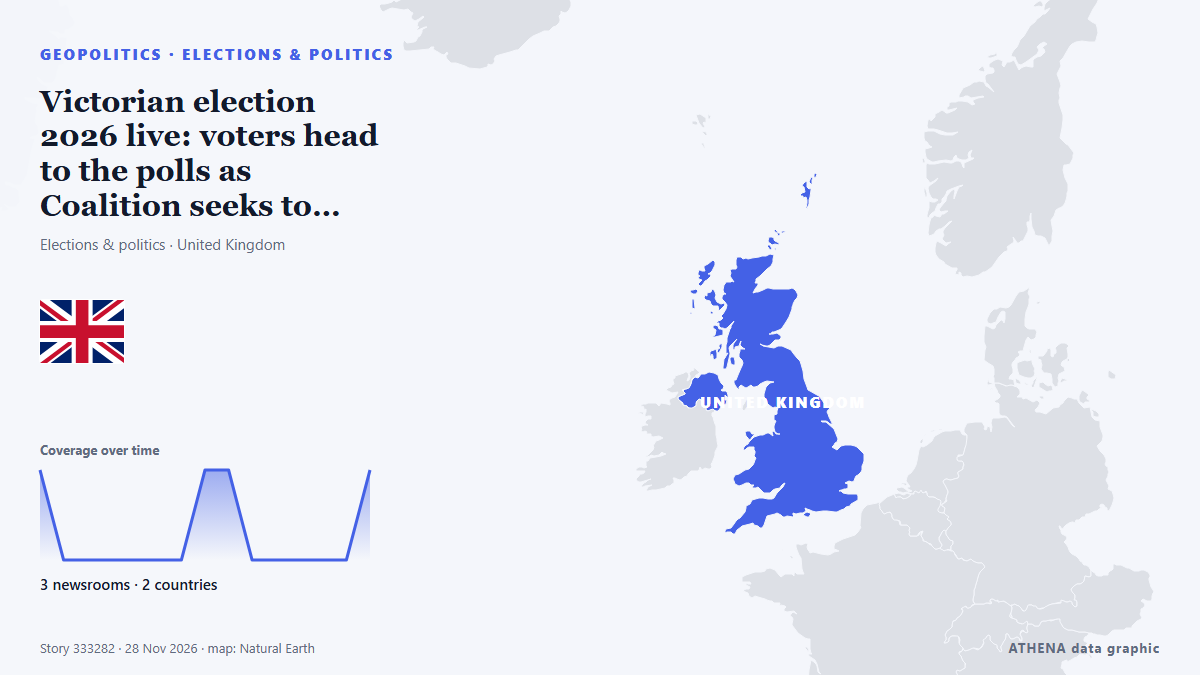 GEOPOLITICS · ELECTIONS & POLITICS
Victorian election
2026 live: voters head
to the polls as
Coalition seeks to...
Elections & politics · United Kingdom
UNITED KINGDOM
Coverage over time
3 newsrooms · 2 countries
Story 333282 · 28 Nov 2026 · map: Natural Earth
ATHENA data graphic